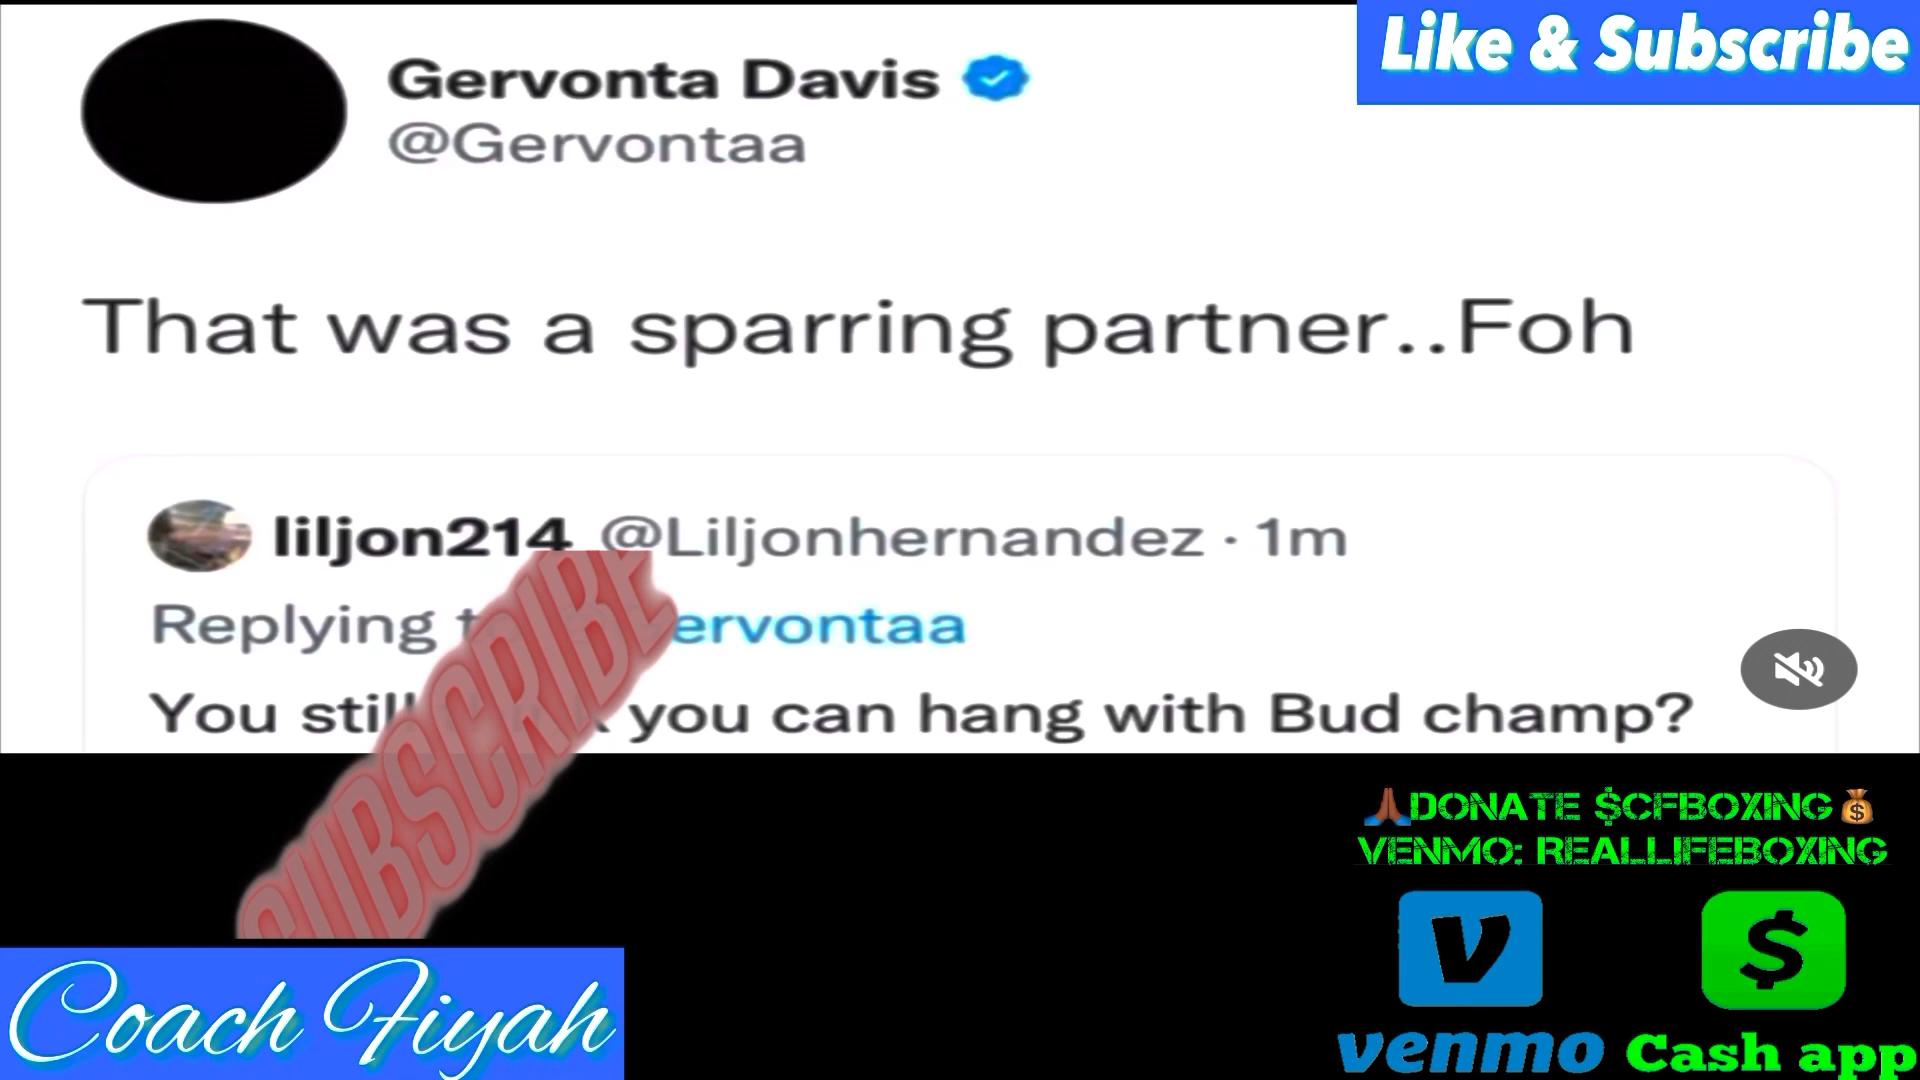 Like & Subscribe
Gervonta Davis
@Gervontaa
That was a sparring partner..Foh
liljon214 @Liljonhernandez · 1m
Replying ervontaa
You still you can hang with Bud champ?
SUBSCRIBE
🙏🏾DONATE $CFBOXING💰
VENMO: REALLIFEBOXING
V $
venmo Cash app
Coach Fiyah